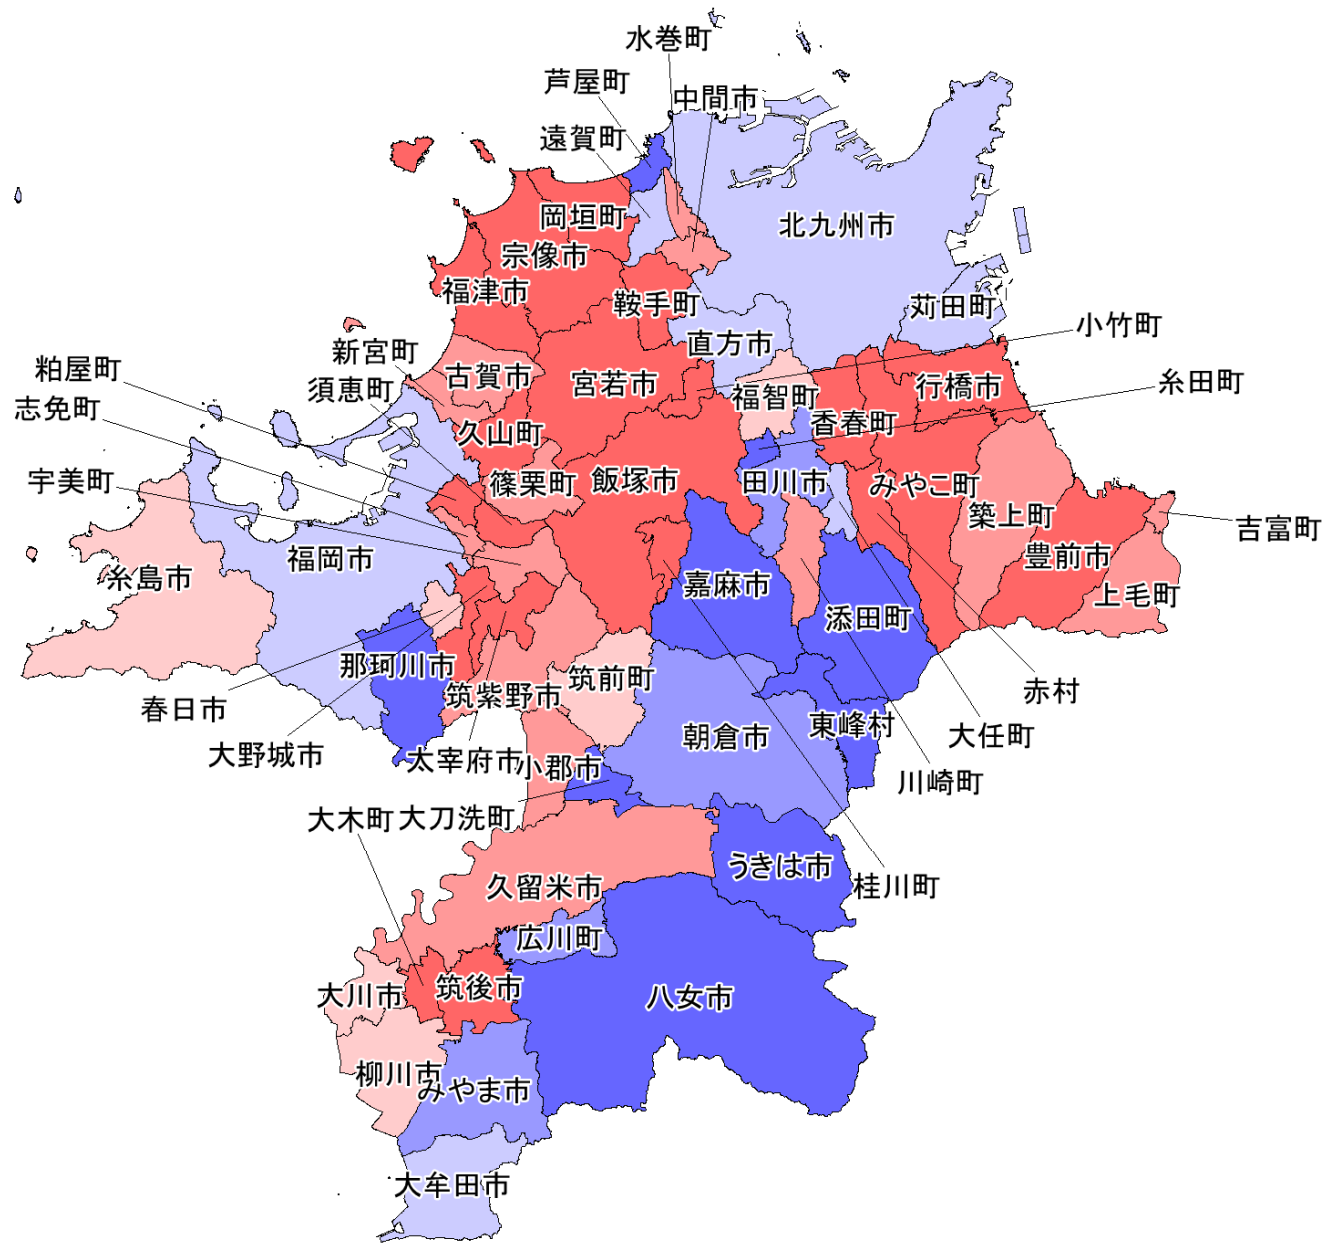 水巻町
芦屋町
中間市
遠賀町
岡垣町
北九州市
宗像市
福津市
鞍手町
苅田町
小竹町
直方市
新宮町
粕屋町
古賀市
宮若市
行橋市
糸田町
須恵町
福智町
志免町
香春町
久山町
宇美町
篠栗町
飯塚市
田川市
みやこ町
築上町
吉富町
福岡市
豊前市
糸島市
嘉麻市
上毛町
添田町
那珂川市
筑前町
筑紫野市
赤村
春日市
東峰村
大任町
朝倉市
大野城市
太宰府市
小郡市
川崎町
大木町
大刀洗町
うきは市
久留米市
桂川町
広川町
筑後市
大川市
八女市
柳川市
みやま市
大牟田市